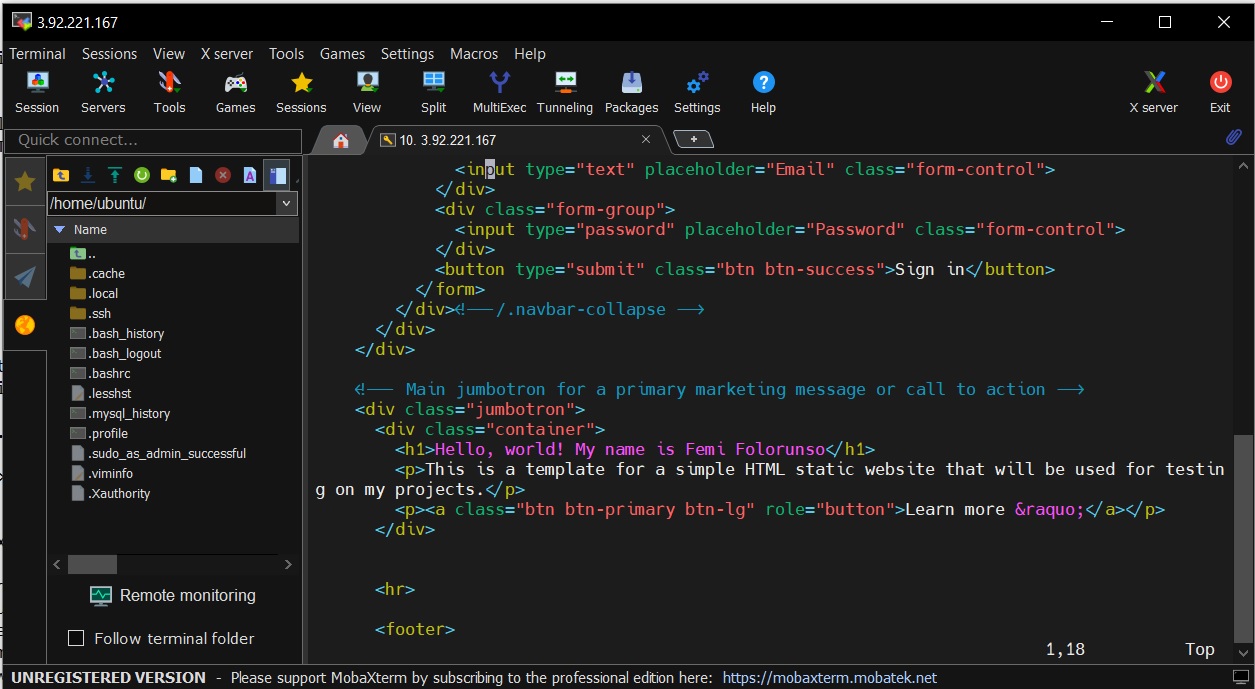 3.92.221.167
Terminal Sessions View X server Tools Games Settings Macros Help
Session Servers Tools Games Sessions View Split MultiExec Tunneling Packages Settings Help X server Exit
Quick connect...
10. 3.92.221.167
/home/ubuntu/
Name
..
.cache
.local
.ssh
.bash_history
.bash_logout
.bashrc
.lesshst
.mysql_history
.profile
.sudo_as_admin_successful
.viminfo
.Xauthority
Remote monitoring
Follow terminal folder
<input type="text" placeholder="Email" class="form-control">
</div>
<div class="form-group">
<input type="password" placeholder="Password" class="form-control">
</div>
<button type="submit" class="btn btn-success">Sign in</button>
</form>
</div><!--/.navbar-collapse -->
</div>
</div>
<!-- Main jumbotron for a primary marketing message or call to action -->
<div class="jumbotron">
<div class="container">
<h1>Hello, world! My name is Femi Folorunso</h1>
<p>This is a template for a simple HTML static website that will be used for testin
g on my projects.</p>
<p><a class="btn btn-primary btn-lg" role="button">Learn more &raquo;</a></p>
</div>
<hr>
<footer>
1,18 Top
UNREGISTERED VERSION - Please support MobaXterm by subscribing to the professional edition here: https://mobaxterm.mobatek.net